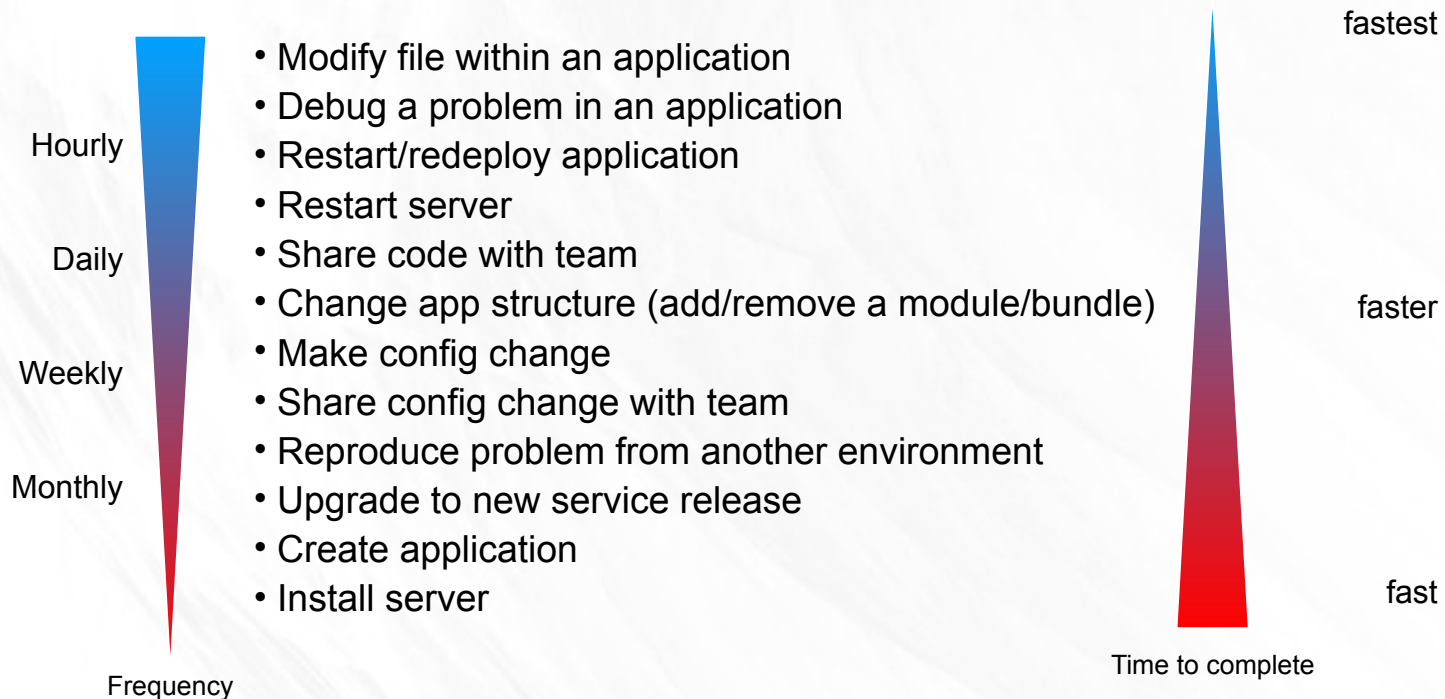 fastest
• Modify file within an application
• Debug a problem in an application
Hourly
• Restart/redeploy application
• Restart server
Daily
• Share code with team
• Change app structure (add/remove a module/bundle)
faster
• Make config change
Weekly
• Share config change with team
• Reproduce problem from another environment
Monthly
• Upgrade to new service release
• Create application
• Install server
fast
Time to complete
Frequency